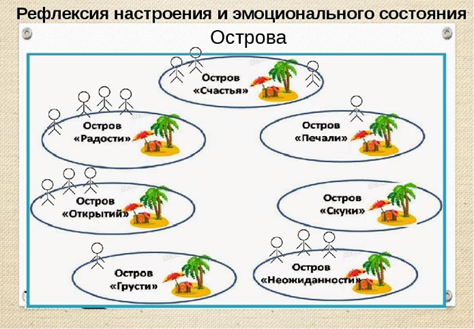 Рефлексия настроения и эмоционального состояния
Острова
Остров
«Счастья»
Остров
«Радости»
Остров
«Печали»
Остров
«Открытий»
Остров
«Скуки»
Остров
«Грусти»
Остров
«Неожиданности»